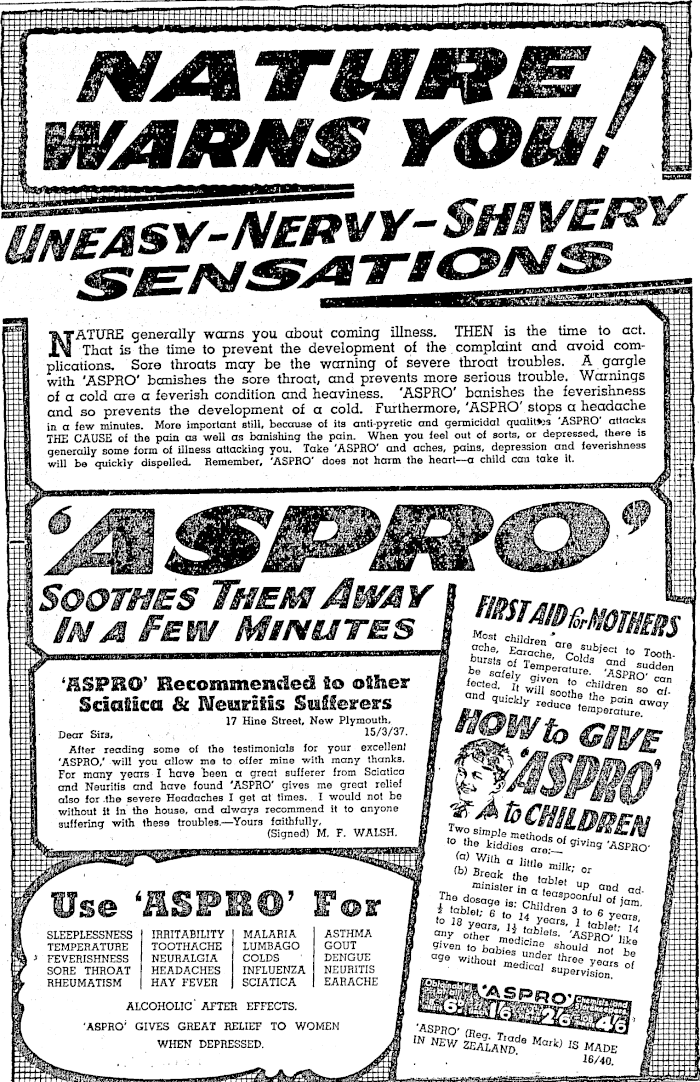 NATURE
WARNS YOU!
UNEASY-NERVY-SHIVERY
SENSATIONS
NATURE generally warns you about coming illness. THEN is the time to act.
That is the time to prevent the development of the complaint and avoid com-
plications. Sore throats may be the warning of severe throat troubles. A gargle
with 'ASPRO' banishes the sore throat, and prevents more serious trouble. Warnings
of a cold are a feverish condition and heaviness. 'ASPRO' banishes the feverishness
and so prevents the development of a cold. Furthermore, 'ASPRO' stops a headache
in a few minutes. More important still, because of its anti-pyretic and germicidal qualities 'ASPRO' attacks
THE CAUSE of the pain as well as banishing the pain. When you feel out of sorts, or depressed, there is
generally some form of illness attacking you. Take 'ASPRO' and aches, pains, depression and feverishness
will be quickly dispelled. Remember, 'ASPRO' does not harm the heart—a child can take it.
'ASPRO'
SOOTHES THEM AWAY
IN A FEW MINUTES
'ASPRO' Recommended to other
Sciatica & Neuritis Sufferers
17 Hine Street, New Plymouth,
Dear Sirs, 15/3/37.
After reading some of the testimonials for your excellent
'ASPRO,' will you allow me to offer mine with many thanks.
For many years I have been a great sufferer from Sciatica
and Neuritis and have found 'ASPRO' gives me great relief
also for the severe Headaches I get at times. I would not be
without it in the house, and always recommend it to anyone
suffering with these troubles.—Yours faithfully,
(Signed) M. F. WALSH.
Use 'ASPRO' For
SLEEPLESSNESS IRRITABILITY MALARIA ASTHMA
TEMPERATURE TOOTHACHE LUMBAGO GOUT
FEVERISHNESS NEURALGIA COLDS DENGUE
SORE THROAT HEADACHES INFLUENZA NEURITIS
RHEUMATISM HAY FEVER SCIATICA EARACHE
ALCOHOLIC AFTER EFFECTS.
'ASPRO' GIVES GREAT RELIEF TO WOMEN
WHEN DEPRESSED.
FIRST AID for MOTHERS
Most children are subject to Tooth-
ache, Earache, Colds and sudden
bursts of Temperature. 'ASPRO' can
be safely given to children so af-
fected. It will soothe the pain away
and quickly reduce temperature.
HOW to GIVE
'ASPRO'
to CHILDREN
Two simple methods of giving 'ASPRO'
to the kiddies are:—
(a) With a little milk; or
(b) Break the tablet up and ad-
minister in a teaspoonful of jam.
The dosage is: Children 3 to 6 years,
½ tablet; 6 to 14 years, 1 tablet; 14
to 18 years, 1½ tablets. 'ASPRO' like
any other medicine should not be
given to babies under three years of
age without medical supervision.
'ASPRO'
6D 1/6 2/6 4/6
'ASPRO' (Reg. Trade Mark) IS MADE
IN NEW ZEALAND.
16/40.